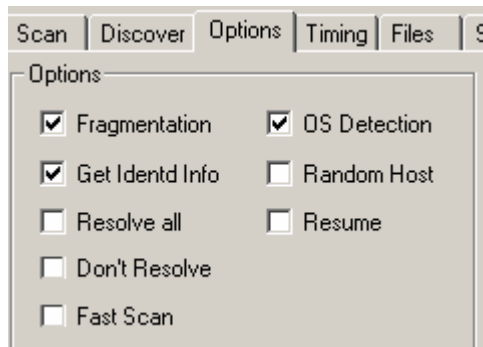 Scan Discover Options Timing Files S
Options
Fragmentation OS Detection
Get Identd Info Random Host
Resolve all Resume
Don't Resolve
Fast Scan